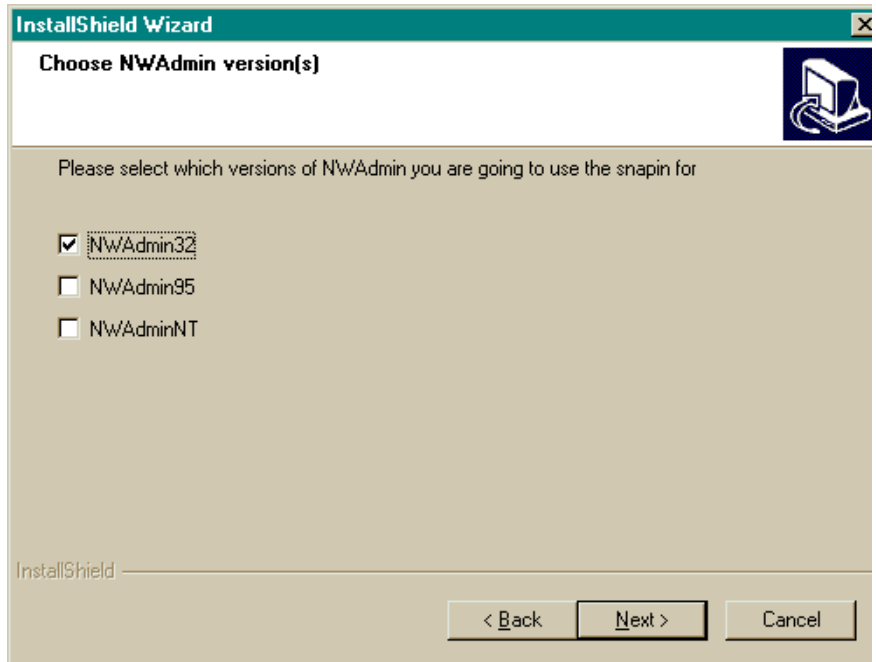 InstallShield Wizard
Choose NWAdmin version(s)
Please select which versions of NWAdmin you are going to use the snapin for
NWAdmin32
NWAdmin95
NWAdminNT
InstallShield
< Back Next > Cancel